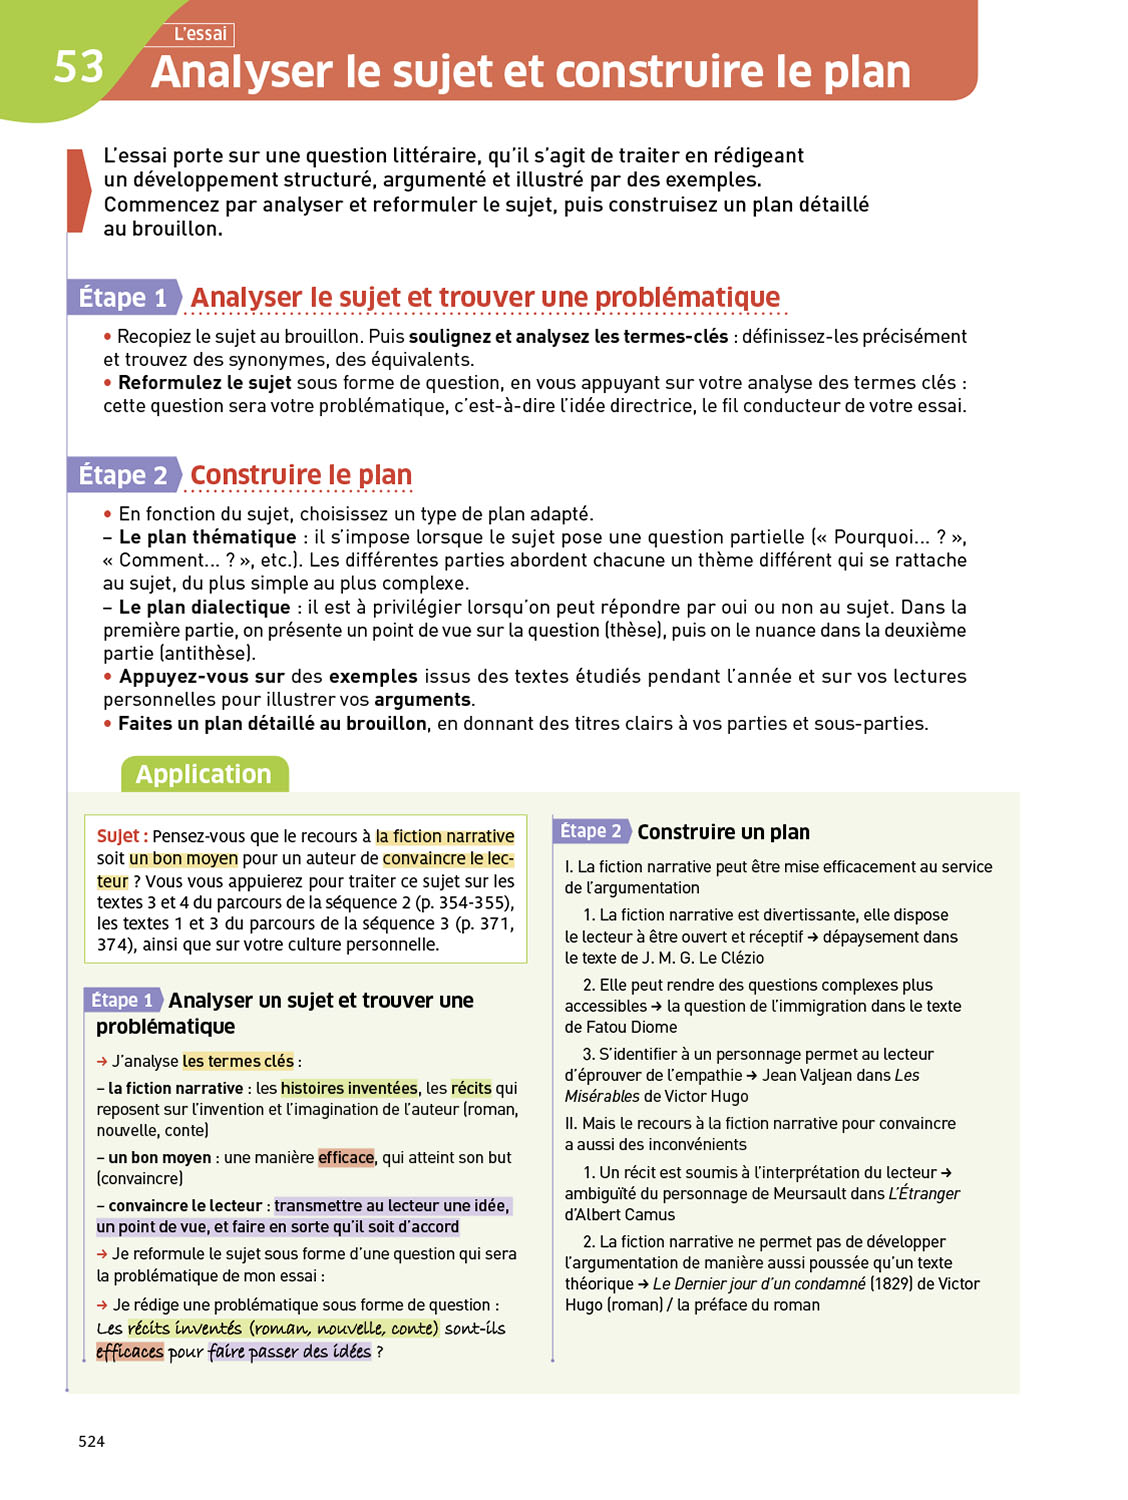 53
L'essai
Analyser le sujet et construire le plan
L'essai porte sur une question littéraire, qu'il s'agit de traiter en rédigeant
un développement structuré, argumenté et illustré par des exemples.
Commencez par analyser et reformuler le sujet, puis construisez un plan détaillé
au brouillon.
Étape 1 Analyser le sujet et trouver une problématique
• Recopiez le sujet au brouillon. Puis soulignez et analysez les termes-clés : définissez-les précisément
et trouvez des synonymes, des équivalents.
• Reformulez le sujet sous forme de question, en vous appuyant sur votre analyse des termes clés :
cette question sera votre problématique, c'est-à-dire l'idée directrice, le fil conducteur de votre essai.
Étape 2 Construire le plan
• En fonction du sujet, choisissez un type de plan adapté.
– Le plan thématique : il s'impose lorsque le sujet pose une question partielle (« Pourquoi... ? »,
« Comment... ? », etc.). Les différentes parties abordent chacune un thème différent qui se rattache
au sujet, du plus simple au plus complexe.
– Le plan dialectique : il est à privilégier lorsqu'on peut répondre par oui ou non au sujet. Dans la
première partie, on présente un point de vue sur la question (thèse), puis on le nuance dans la deuxième
partie (antithèse).
• Appuyez-vous sur des exemples issus des textes étudiés pendant l'année et sur vos lectures
personnelles pour illustrer vos arguments.
• Faites un plan détaillé au brouillon, en donnant des titres clairs à vos parties et sous-parties.
Application
Sujet : Pensez-vous que le recours à la fiction narrative
soit un bon moyen pour un auteur de convaincre le lec-
teur ? Vous vous appuierez pour traiter ce sujet sur les
textes 3 et 4 du parcours de la séquence 2 (p. 354-355),
les textes 1 et 3 du parcours de la séquence 3 (p. 371,
374), ainsi que sur votre culture personnelle.
Étape 1 Analyser un sujet et trouver une
problématique
→ J'analyse les termes clés :
– la fiction narrative : les histoires inventées, les récits qui
reposent sur l'invention et l'imagination de l'auteur (roman,
nouvelle, conte)
– un bon moyen : une manière efficace, qui atteint son but
(convaincre)
– convaincre le lecteur : transmettre au lecteur une idée,
un point de vue, et faire en sorte qu'il soit d'accord
→ Je reformule le sujet sous forme d'une question qui sera
la problématique de mon essai :
→ Je rédige une problématique sous forme de question :
Les récits inventés (roman, nouvelle, conte) sont-ils
efficaces pour faire passer des idées ?
Étape 2 Construire un plan
I. La fiction narrative peut être mise efficacement au service
de l'argumentation
1. La fiction narrative est divertissante, elle dispose
le lecteur à être ouvert et réceptif → dépaysement dans
le texte de J. M. G. Le Clézio
2. Elle peut rendre des questions complexes plus
accessibles → la question de l'immigration dans le texte
de Fatou Diome
3. S'identifier à un personnage permet au lecteur
d'éprouver de l'empathie → Jean Valjean dans Les
Misérables de Victor Hugo
II. Mais le recours à la fiction narrative pour convaincre
a aussi des inconvénients
1. Un récit est soumis à l'interprétation du lecteur →
ambiguïté du personnage de Meursault dans L'Étranger
d'Albert Camus
2. La fiction narrative ne permet pas de développer
l'argumentation de manière aussi poussée qu'un texte
théorique → Le Dernier jour d'un condamné (1829) de Victor
Hugo (roman) / la préface du roman
524